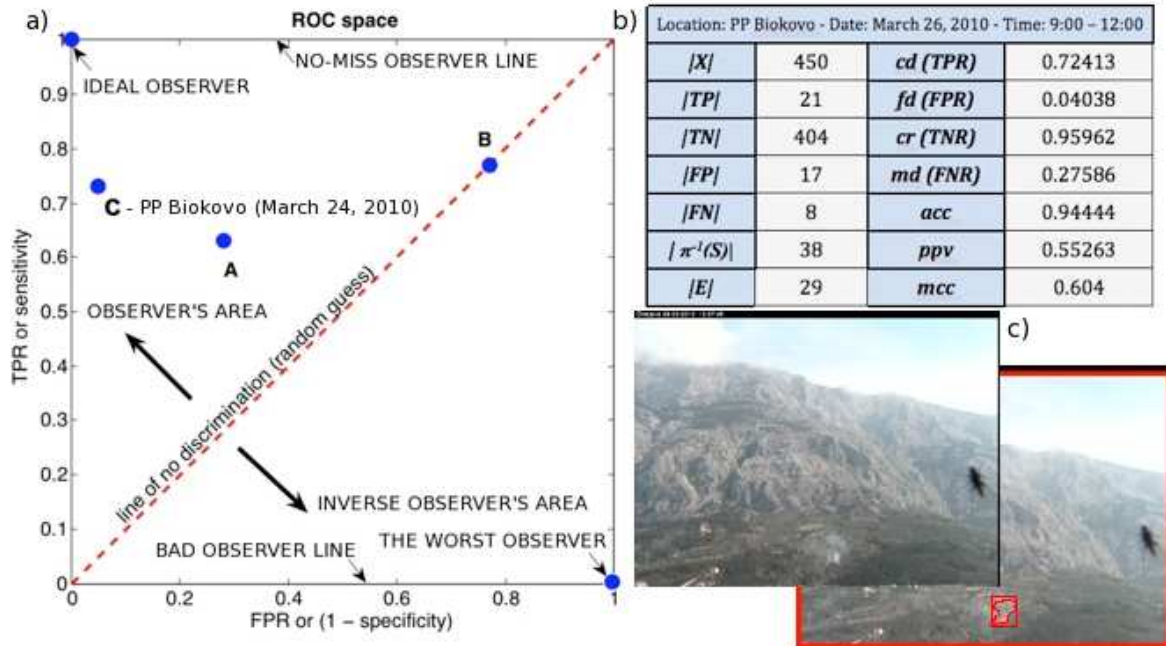 a)
ROC space
1
0.9
0.8
0.7
0.6
0.5
0.4
0.3
0.2
0.1
0
TPR or sensitivity
NO-MISS OBSERVER LINE
IDEAL OBSERVER
B
C - PP Biokovo (March 24, 2010)
A
OBSERVER'S AREA
line of no discrimination (random guess)
INVERSE OBSERVER'S AREA
BAD OBSERVER LINE
THE WORST OBSERVER
0 0.2 0.4 0.6 0.8 1
FPR or (1 − specificity)
b)
Location: PP Biokovo - Date: March 26, 2010 - Time: 9:00 – 12:00
|X| 450 cd (TPR) 0.72413
|TP| 21 fd (FPR) 0.04038
|TN| 404 cr (TNR) 0.95962
|FP| 17 md (FNR) 0.27586
|FN| 8 acc 0.94444
| π⁻¹(S)| 38 ppv 0.55263
|E| 29 mcc 0.604
c)